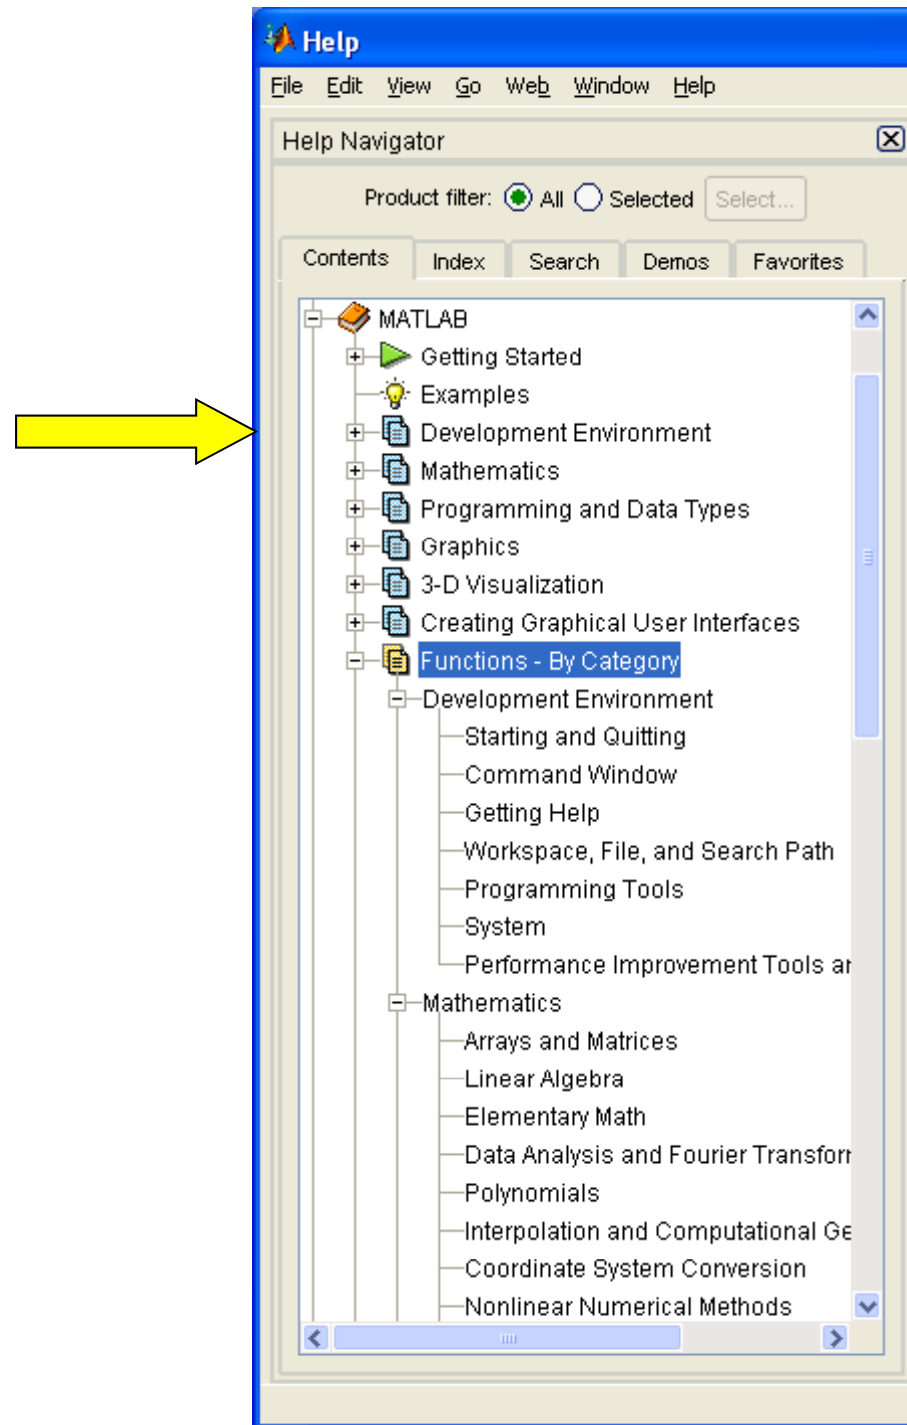 Help
File Edit View Go Web Window Help
Help Navigator
Product filter: All Selected Select...
Contents Index Search Demos Favorites
MATLAB
Getting Started
Examples
Development Environment
Mathematics
Programming and Data Types
Graphics
3-D Visualization
Creating Graphical User Interfaces
Functions - By Category
Development Environment
Starting and Quitting
Command Window
Getting Help
Workspace, File, and Search Path
Programming Tools
System
Performance Improvement Tools
Mathematics
Arrays and Matrices
Linear Algebra
Elementary Math
Data Analysis and Fourier
Polynomials
Interpolation and Computational
Coordinate System Conversion
Nonlinear Numerical Methods